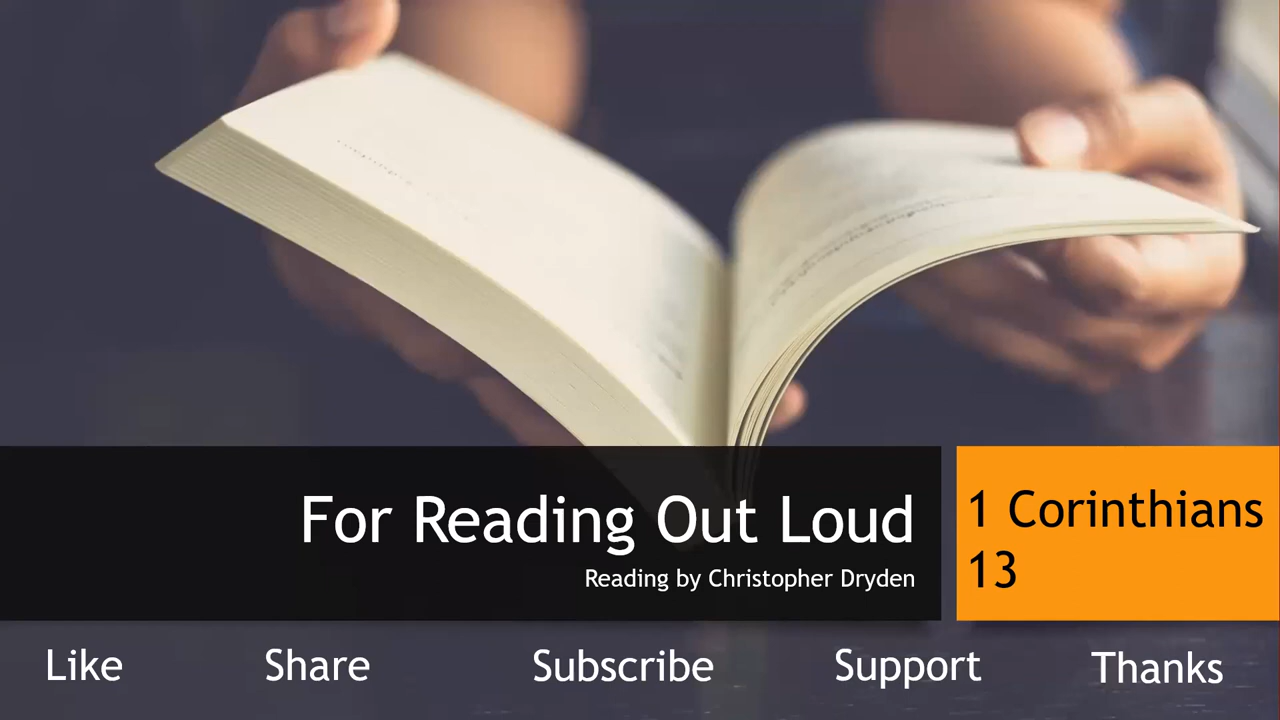 For Reading Out Loud
Reading by Christopher Dryden
1 Corinthians
13
Like
Share
Subscribe
Support
Thanks